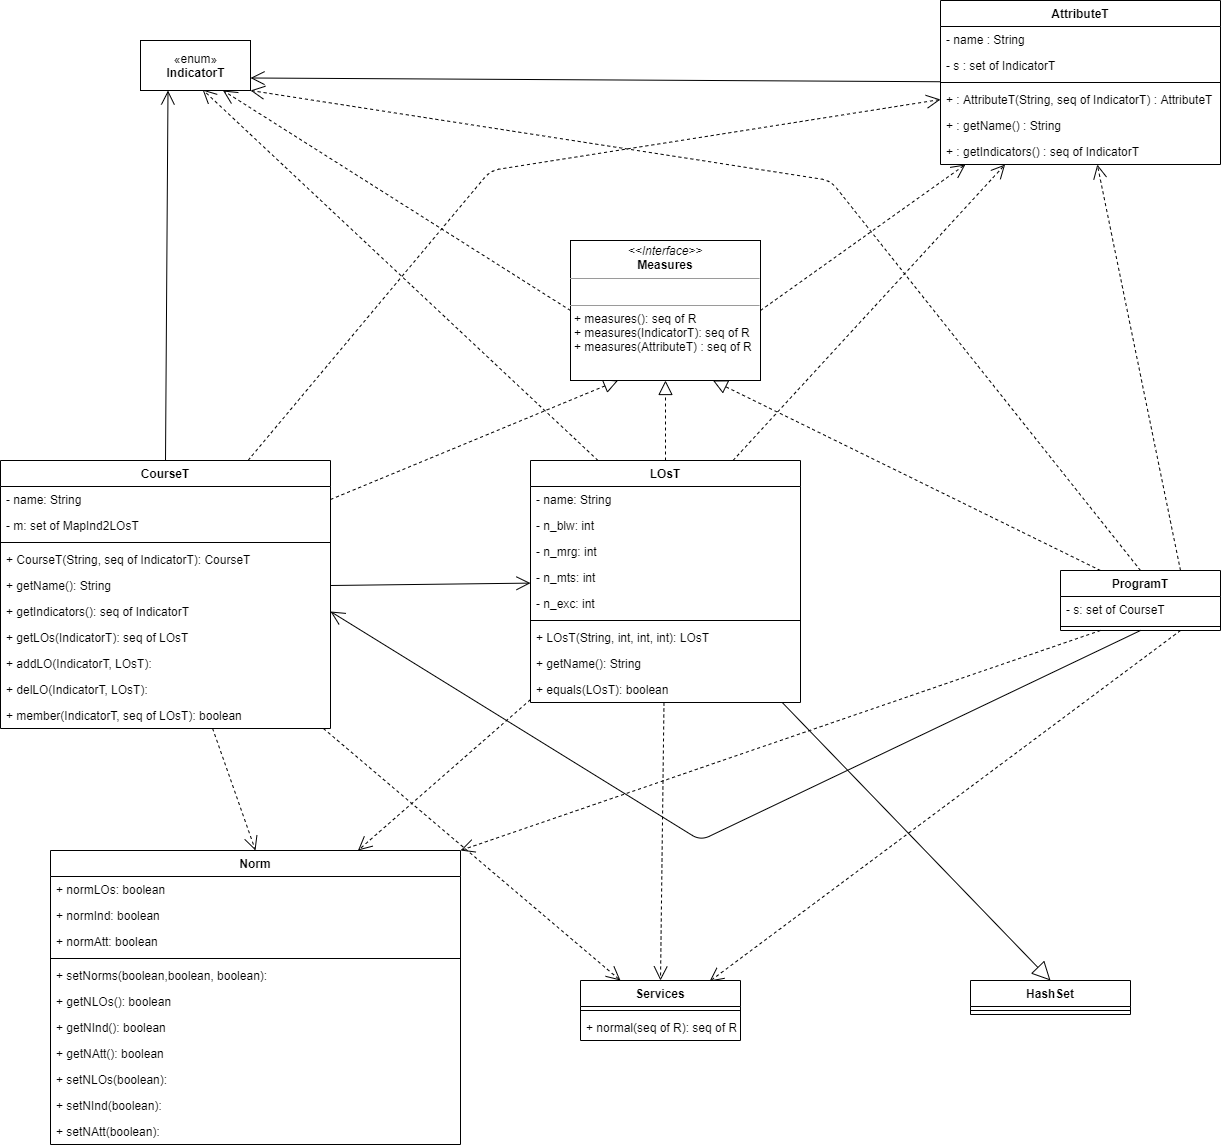 AttributeT
- name : String
- s : set of IndicatorT
+ : AttributeT(String, seq of IndicatorT) : AttributeT
+ : getName() : String
+ : getIndicators() : seq of IndicatorT
«enum»
IndicatorT
<<Interface>>
Measures
+ measures(): seq of R
+ measures(IndicatorT): seq of R
+ measures(AttributeT) : seq of R
CourseT
- name: String
- m: set of MapInd2LOsT
+ CourseT(String, seq of IndicatorT): CourseT
+ getName(): String
+ getIndicators(): seq of IndicatorT
+ getLOs(IndicatorT): seq of LOsT
+ addLO(IndicatorT, LOsT):
+ delLO(IndicatorT, LOsT):
+ member(IndicatorT, seq of LOsT): boolean
LOsT
- name: String
- n_blw: int
- n_mrg: int
- n_mts: int
- n_exc: int
+ LOsT(String, int, int, int): LOsT
+ getName(): String
+ equals(LOsT): boolean
ProgramT
- s: set of CourseT
Norm
+ normLOs: boolean
+ normInd: boolean
+ normAtt: boolean
+ setNorms(boolean,boolean, boolean):
+ getNLOs(): boolean
+ getNInd(): boolean
+ getNAtt(): boolean
+ setNLOs(boolean):
+ setNInd(boolean):
+ setNAtt(boolean):
Services
+ normal(seq of R): seq of R
HashSet